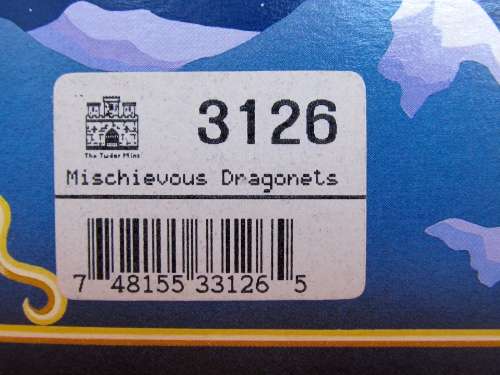 3126
The Tudor Mint
Mischievous Dragonets
7 48155 33126 5